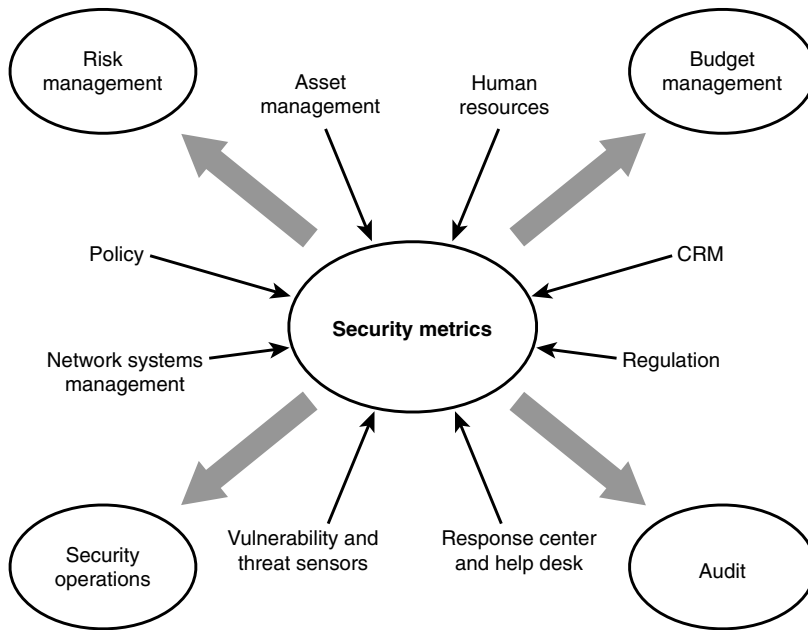 Risk
management
Asset
management
Human
resources
Budget
management
Policy
CRM
Security metrics
Network systems
management
Regulation
Security
operations
Vulnerability and
threat sensors
Response center
and help desk
Audit